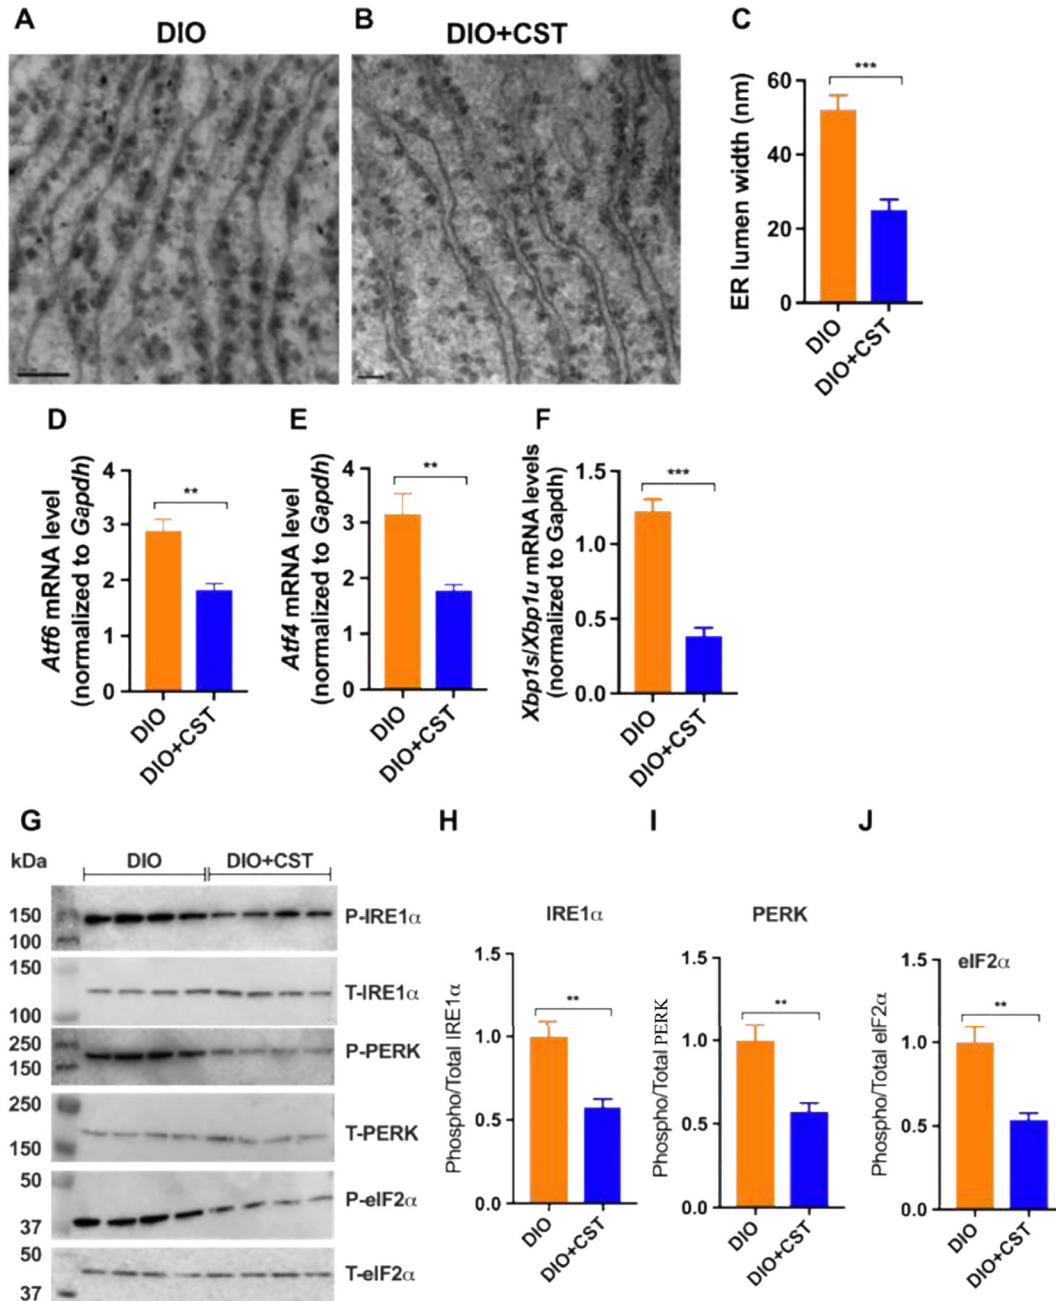 A
DIO
B
DIO+CST
C
ER lumen width (nm)
60
40
20
0
***
DIO
DIO+CST
D
Atf6 mRNA level
(normalized to Gapdh)
4
3
2
1
0
**
DIO
DIO+CST
E
Atf4 mRNA level
(normalized to Gapdh)
4
3
2
1
0
**
DIO
DIO+CST
F
Xbp1s/Xbp1u mRNA levels
(normalized to Gapdh)
1.5
1.0
0.5
0.0
***
DIO
DIO+CST
G
kDa
DIO
DIO+CST
150
100
P-IRE1α
150
100
T-IRE1α
250
150
P-PERK
250
150
T-PERK
50
37
P-eIF2α
50
37
T-eIF2α
H
IRE1α
Phospho/Total IRE1α
1.5
1.0
0.5
0.0
**
DIO
DIO+CST
I
PERK
Phospho/Total PERK
1.5
1.0
0.5
0.0
**
DIO
DIO+CST
J
eIF2α
Phospho/Total eIF2α
1.5
1.0
0.5
0.0
**
DIO
DIO+CST